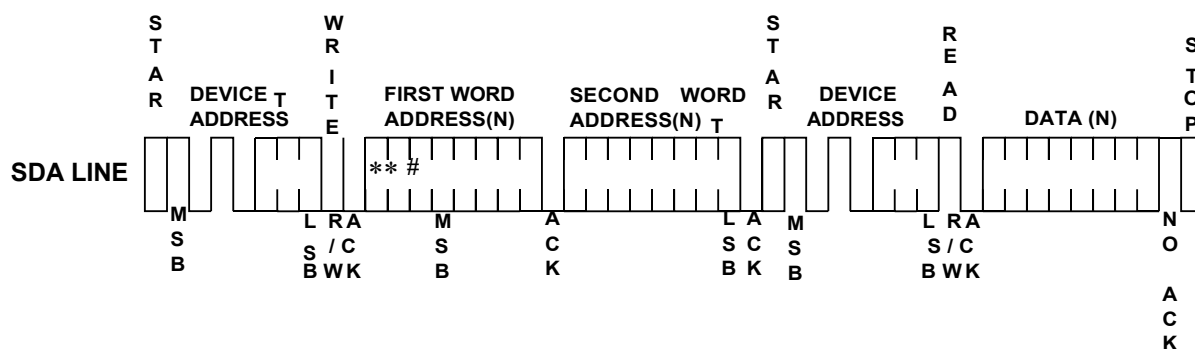 START
WRITE
START
READ
STOP
DEVICE
ADDRESS
FIRST WORD
ADDRESS(N)
SECOND WORD
ADDRESS(N)
DEVICE
ADDRESS
DATA (N)
SDA LINE
** #
MSB
LSB
R/W
ACK
MSB
ACK
LSB
ACK
MSB
LSB
R/W
ACK
NO ACK